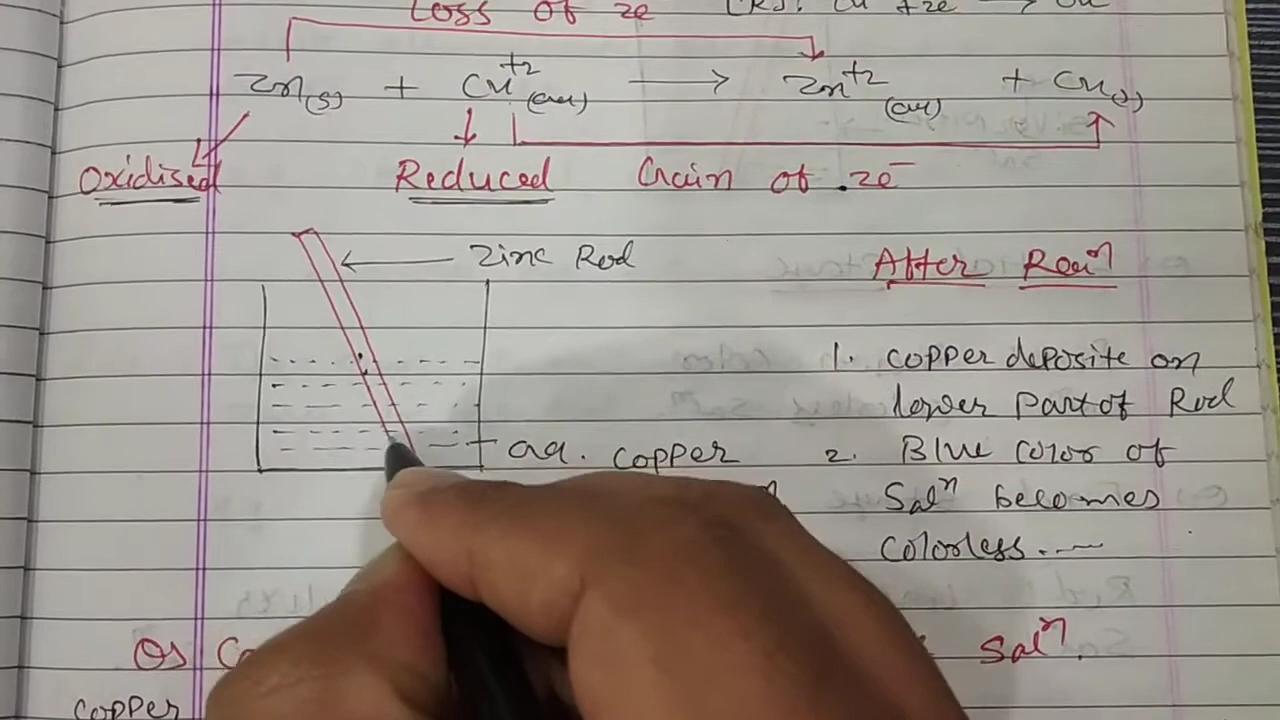 Loss of 2e
Zn(s) + Cu+2(aq) → Zn+2(aq) + Cu(s)
Oxidised Reduced Gain of 2e-
Zinc Rod
After Reaⁿ
1. Copper deposite on
lower Part of Rod
aq. copper
2. Blue color of
Solⁿ becomes
colorless....
Solⁿ.
copper